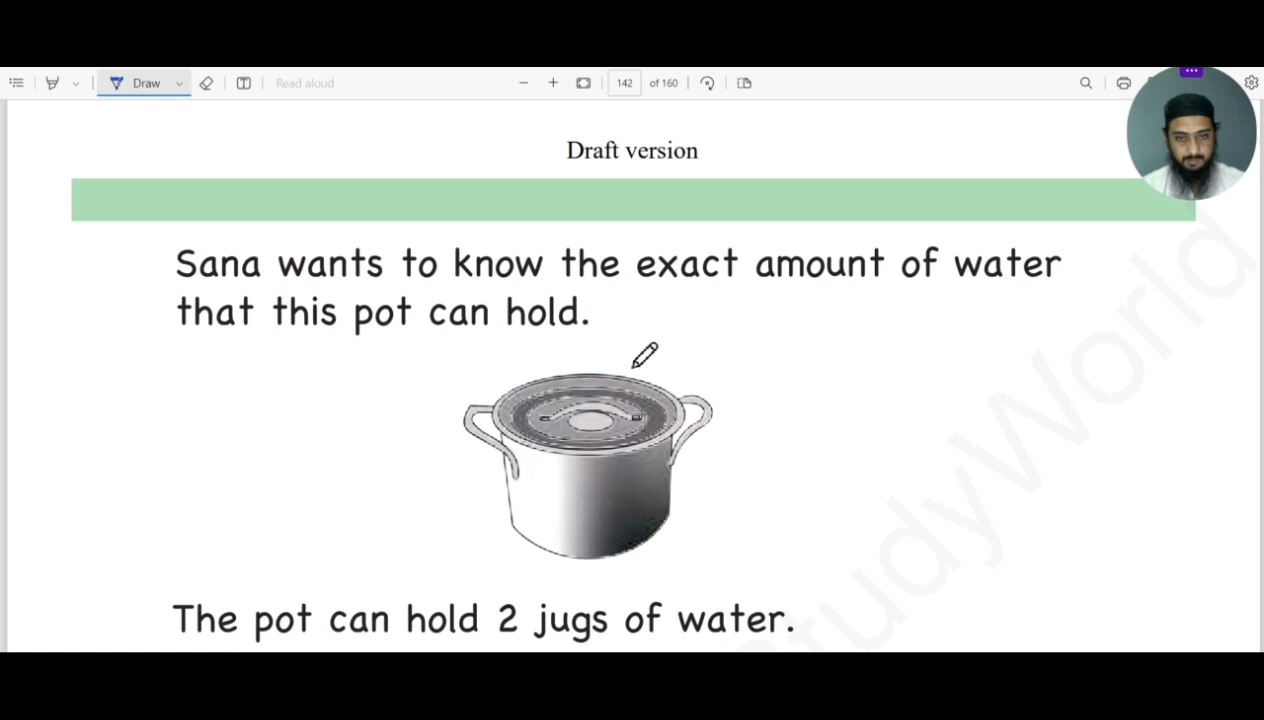 Draw
Read aloud
142 of 160
Draft version
Sana wants to know the exact amount of water
that this pot can hold.
The pot can hold 2 jugs of water.
StudyWorld